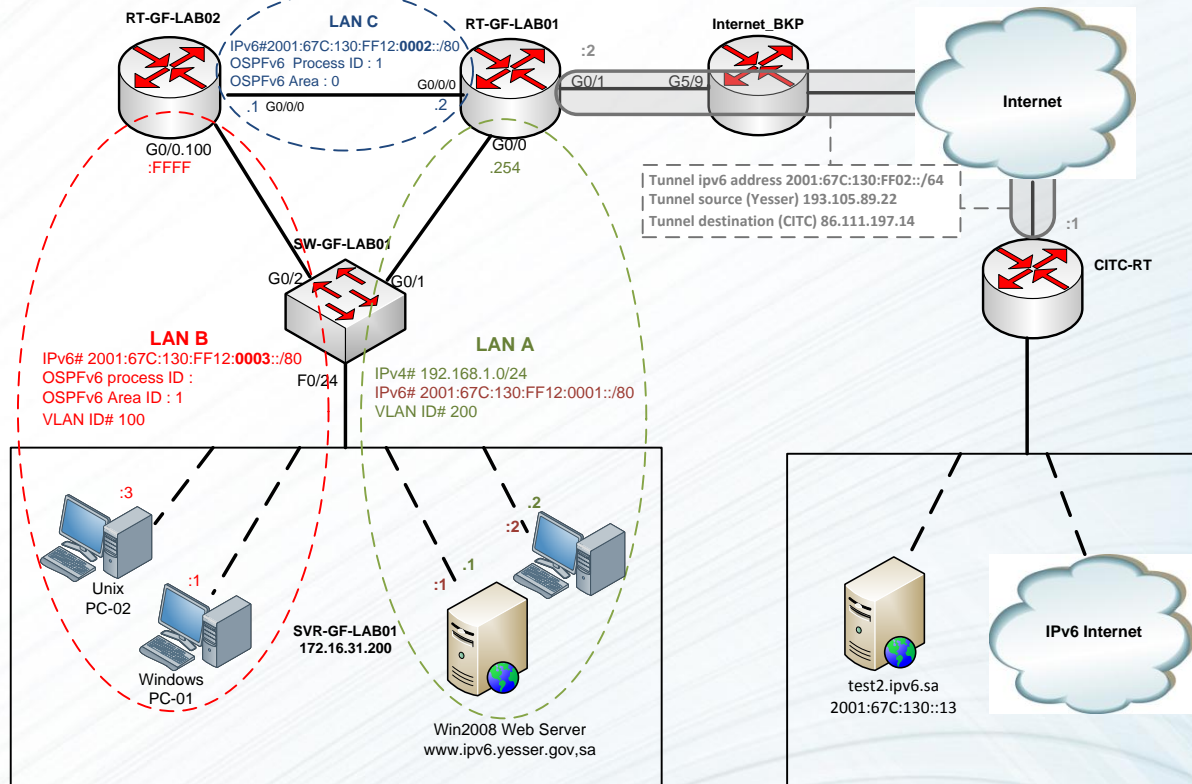 RT-GF-LAB02
LAN C
IPv6#2001:67C:130:FF12:0002::/80
OSPFv6 Process ID : 1
OSPFv6 Area : 0
RT-GF-LAB01
Internet_BKP
:2
G0/0/0
.1 G0/0/0
.2
G0/1
G5/9
Internet
G0/0.100
:FFFF
G0/0
.254
Tunnel ipv6 address 2001:67C:130:FF02::/64
Tunnel source (Yesser) 193.105.89.22
Tunnel destination (CITC) 86.111.197.14
:1
CITC-RT
SW-GF-LAB01
G0/2
G0/1
F0/24
LAN B
IPv6# 2001:67C:130:FF12:0003::/80
OSPFv6 process ID :
OSPFv6 Area ID : 1
VLAN ID# 100
LAN A
IPv4# 192.168.1.0/24
IPv6# 2001:67C:130:FF12:0001::/80
VLAN ID# 200
:3
Unix
PC-02
:1
Windows
PC-01
SVR-GF-LAB01
172.16.31.200
.1
:1
.2
:2
Win2008 Web Server
www.ipv6.yesser.gov,sa
test2.ipv6.sa
2001:67C:130::13
IPv6 Internet